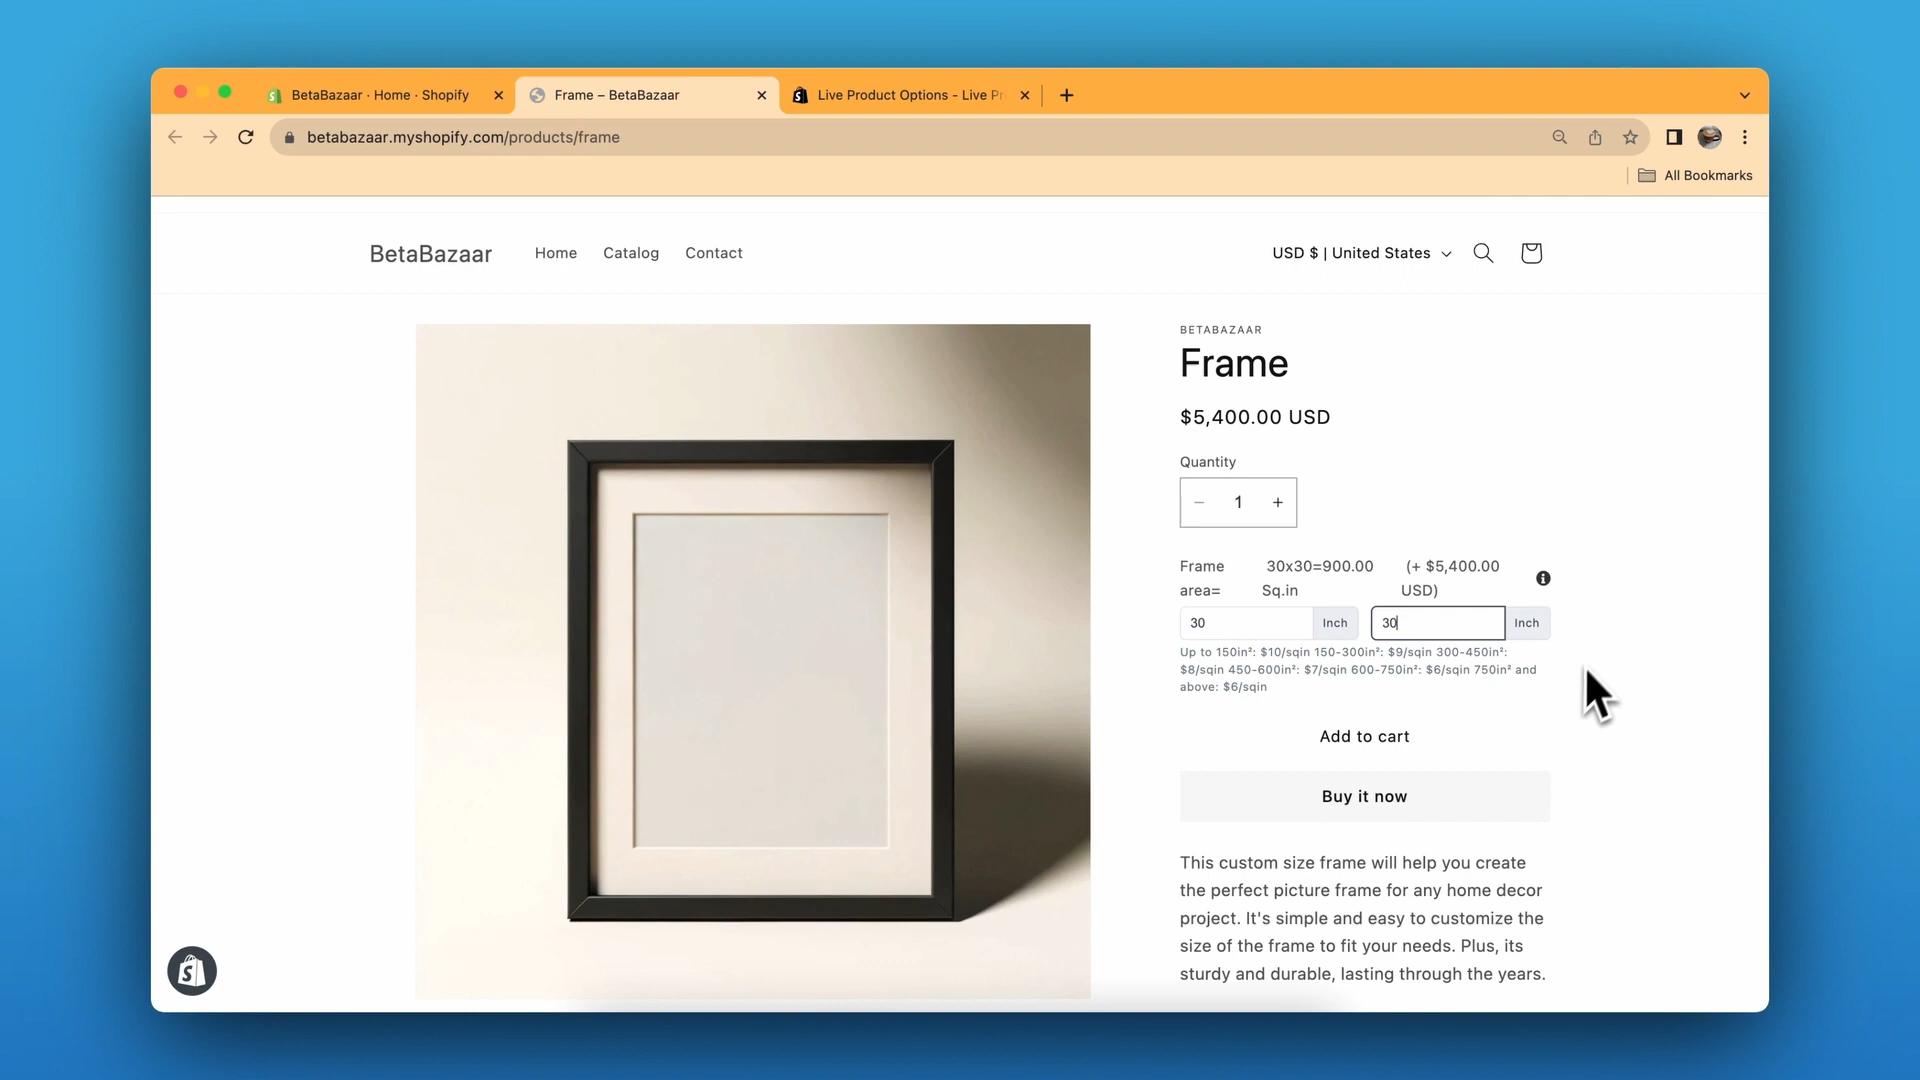 BetaBazaar · Home · Shopify
Frame – BetaBazaar
Live Product Options - Live Pr
betabazaar.myshopify.com/products/frame
All Bookmarks
BetaBazaar
Home
Catalog
Contact
USD $ | United States
BETABAZAAR
Frame
$5,400.00 USD
Quantity
− 1 +
Frame area=
30x30=900.00 Sq.in
(+ $5,400.00 USD)
30 Inch
30 Inch
Up to 150in²: $10/sqin 150-300in²: $9/sqin 300-450in²:
$8/sqin 450-600in²: $7/sqin 600-750in²: $6/sqin 750in² and
above: $6/sqin
Add to cart
Buy it now
This custom size frame will help you create
the perfect picture frame for any home decor
project. It's simple and easy to customize the
size of the frame to fit your needs. Plus, its
sturdy and durable, lasting through the years.